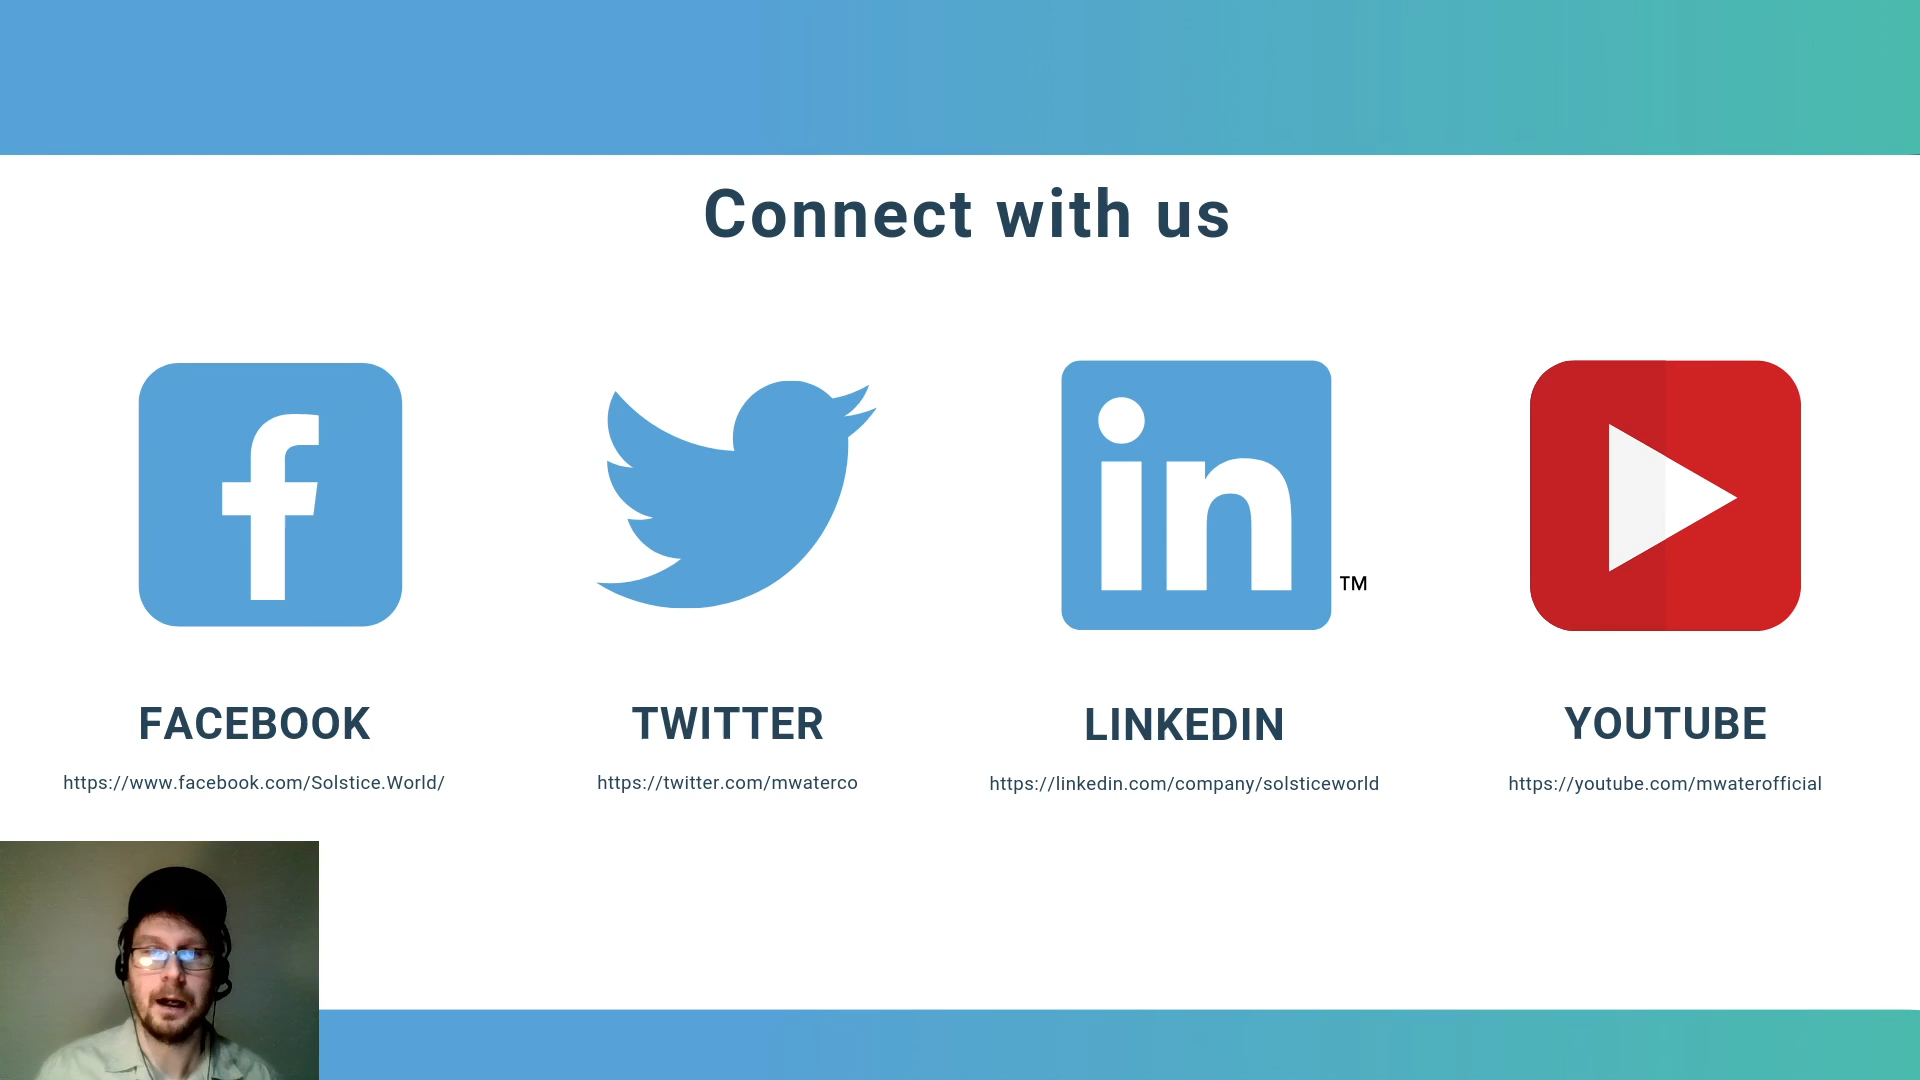 Connect with us
TM
FACEBOOK
TWITTER
LINKEDIN
YOUTUBE
https://www.facebook.com/Solstice.World/
https://twitter.com/mwaterco
https://linkedin.com/company/solsticeworld
https://youtube.com/mwaterofficial